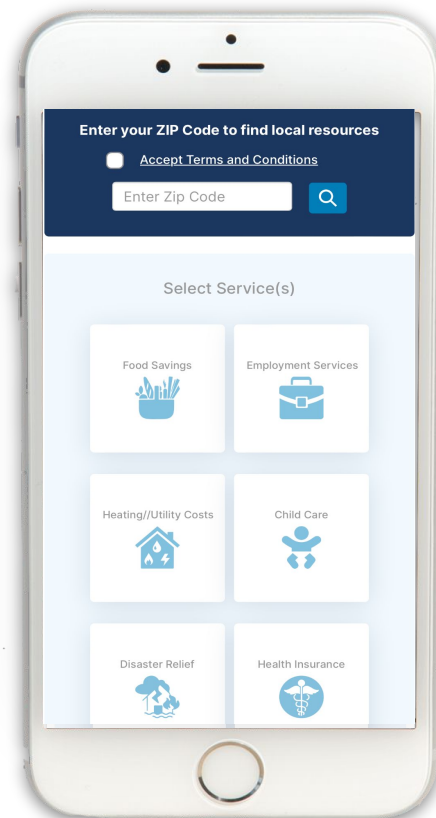 Enter your ZIP Code to find local resources
Accept Terms and Conditions
Enter Zip Code
Select Service(s)
Food Savings
Employment Services
Heating//Utility Costs
Child Care
Disaster Relief
Health Insurance